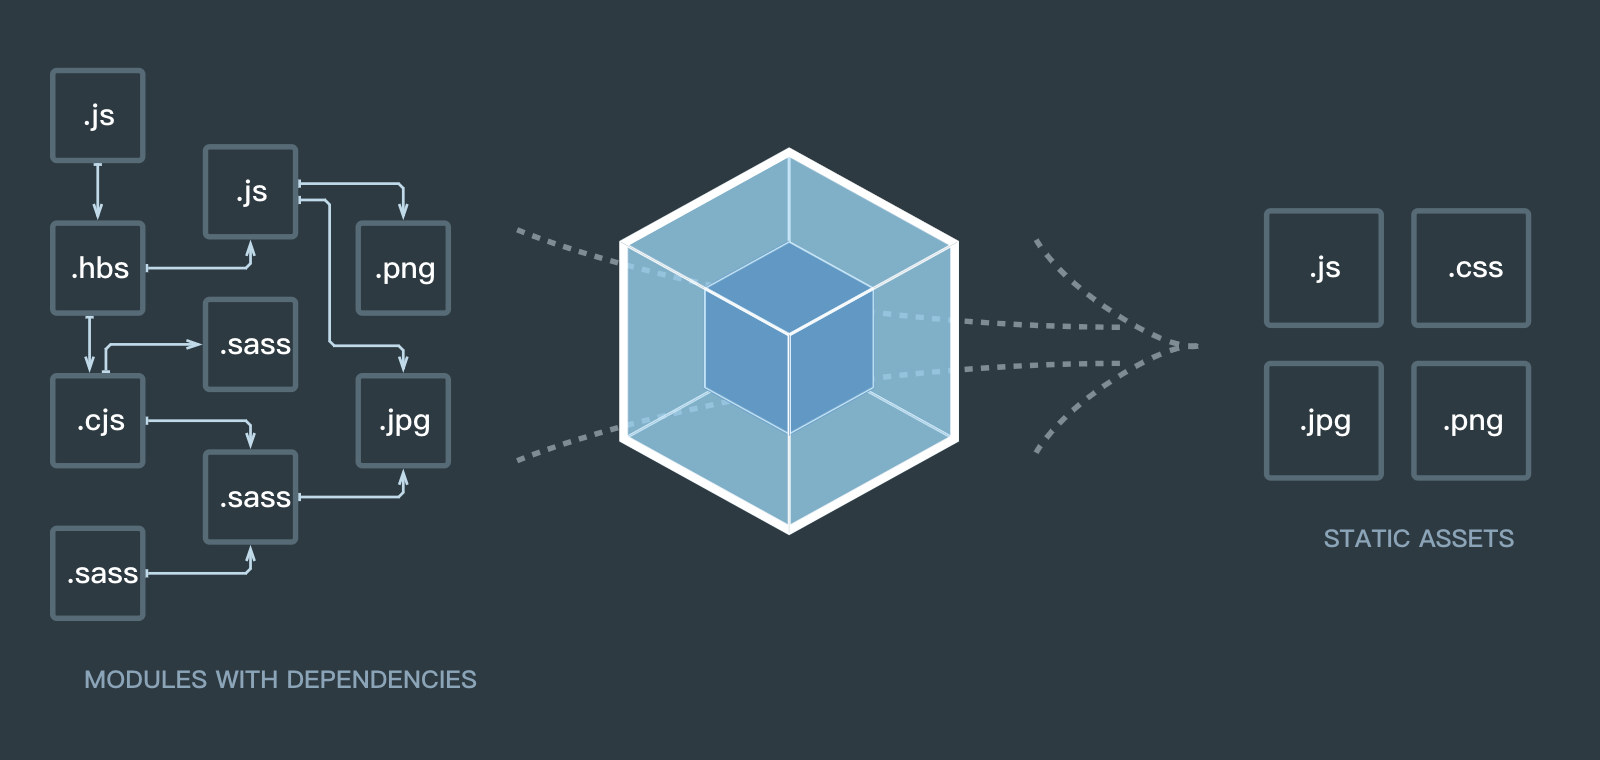 .js
.js
.hbs
.png
.sass
.cjs
.jpg
.sass
.sass
MODULES WITH DEPENDENCIES
.js
.css
.jpg
.png
STATIC ASSETS